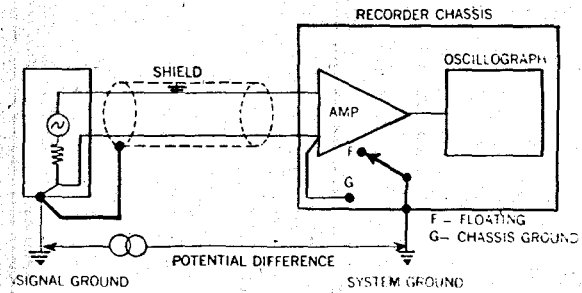 RECORDER CHASSIS
OSCILLOGRAPH
SHIELD
AMP
F
G
F – FLOATING
G– CHASSIS GROUND
POTENTIAL DIFFERENCE
SIGNAL GROUND
SYSTEM GROUND